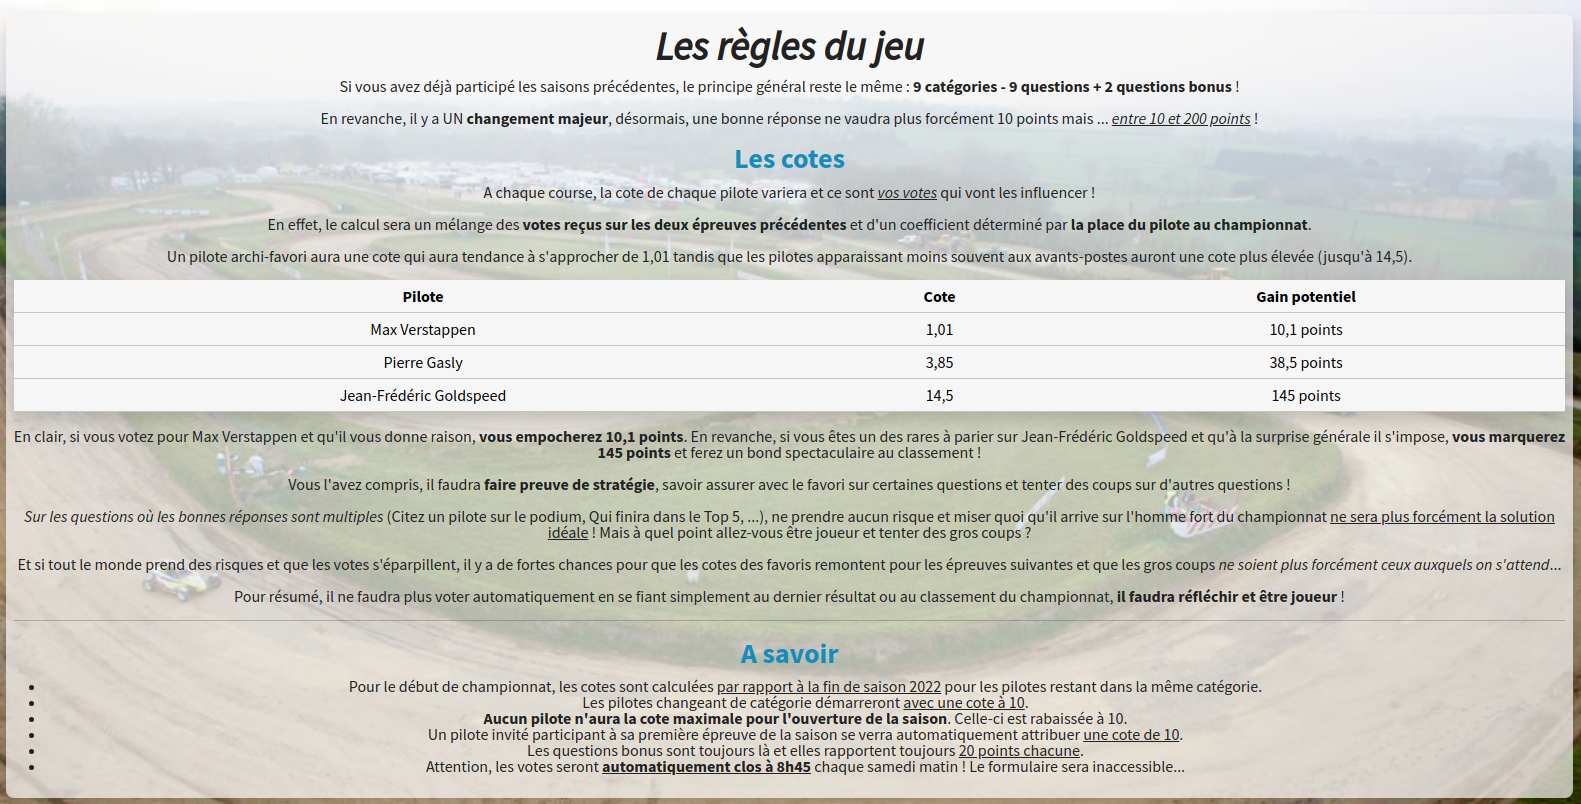 Les règles du jeu
Si vous avez déjà participé les saisons précédentes, le principe général reste le même : 9 catégories - 9 questions + 2 questions bonus !
En revanche, il y a UN changement majeur, désormais, une bonne réponse ne vaudra plus forcément 10 points mais ... entre 10 et 200 points !
Les cotes
A chaque course, la cote de chaque pilote variera et ce sont vos votes qui vont les influencer !
En effet, le calcul sera un mélange des votes reçus sur les deux épreuves précédentes et d'un coefficient déterminé par la place du pilote au championnat.
Un pilote archi-favori aura une cote qui aura tendance à s'approcher de 1,01 tandis que les pilotes apparaissant moins souvent aux avants-postes auront une cote plus élevée (jusqu'à 14,5).
Pilote Cote Gain potentiel
Max Verstappen 1,01 10,1 points
Pierre Gasly 3,85 38,5 points
Jean-Frédéric Goldspeed 14,5 145 points
En clair, si vous votez pour Max Verstappen et qu'il vous donne raison, vous empocherez 10,1 points. En revanche, si vous êtes un des rares à parier sur Jean-Frédéric Goldspeed et qu'à la surprise générale il s'impose, vous marquerez
145 points et ferez un bond spectaculaire au classement !
Vous l'avez compris, il faudra faire preuve de stratégie, savoir assurer avec le favori sur certaines questions et tenter des coups sur d'autres questions !
Sur les questions où les bonnes réponses sont multiples (Citez un pilote sur le podium, Qui finira dans le Top 5, ...), ne prendre aucun risque et miser quoi qu'il arrive sur l'homme fort du championnat ne sera plus forcément la solution
idéale ! Mais à quel point allez-vous être joueur et tenter des gros coups ?
Et si tout le monde prend des risques et que les votes s'éparpillent, il y a de fortes chances pour que les cotes des favoris remontent pour les épreuves suivantes et que les gros coups ne soient plus forcément ceux auxquels on s'attend...
Pour résumé, il ne faudra plus voter automatiquement en se fiant simplement au dernier résultat ou au classement du championnat, il faudra réfléchir et être joueur !
A savoir
Pour le début de championnat, les cotes sont calculées par rapport à la fin de saison 2022 pour les pilotes restant dans la même catégorie.
Les pilotes changeant de catégorie démarreront avec une cote à 10.
Aucun pilote n'aura la cote maximale pour l'ouverture de la saison. Celle-ci est rabaissée à 10.
Un pilote invité participant à sa première épreuve de la saison se verra automatiquement attribuer une cote de 10.
Les questions bonus sont toujours là et elles rapportent toujours 20 points chacune.
Attention, les votes seront automatiquement clos à 8h45 chaque samedi matin ! Le formulaire sera inaccessible...